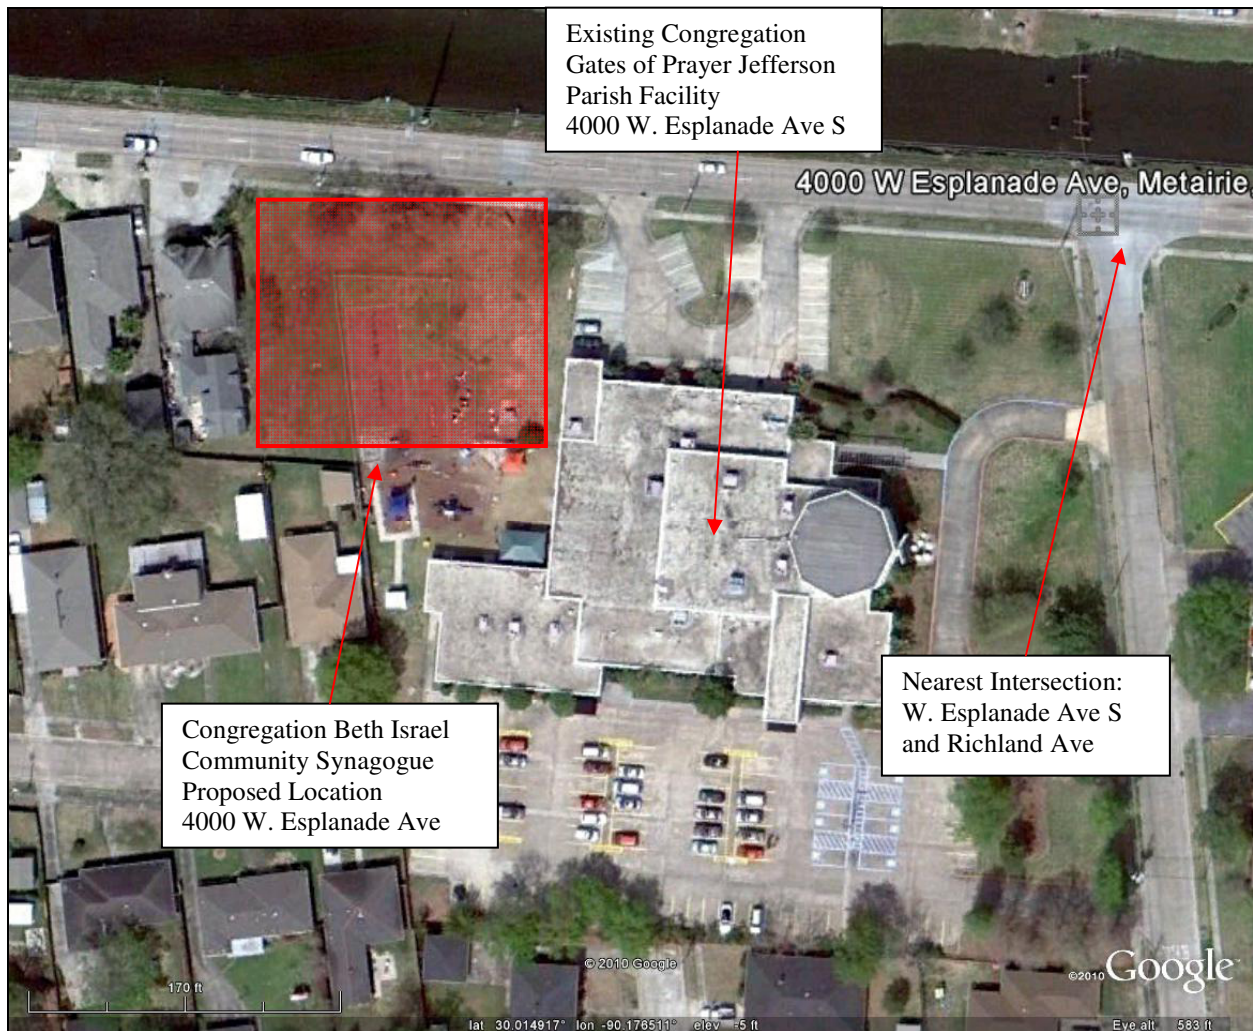 Existing Congregation
Gates of Prayer Jefferson
Parish Facility
4000 W. Esplanade Ave S
4000 W Esplanade Ave, Metairie,
Nearest Intersection:
W. Esplanade Ave S
and Richland Ave
Congregation Beth Israel
Community Synagogue
Proposed Location
4000 W. Esplanade Ave
© 2010 Google
©2010 Google
170 ft
lat 30.014917° lon -90.176511° elev -5 ft
Eye alt 583 ft